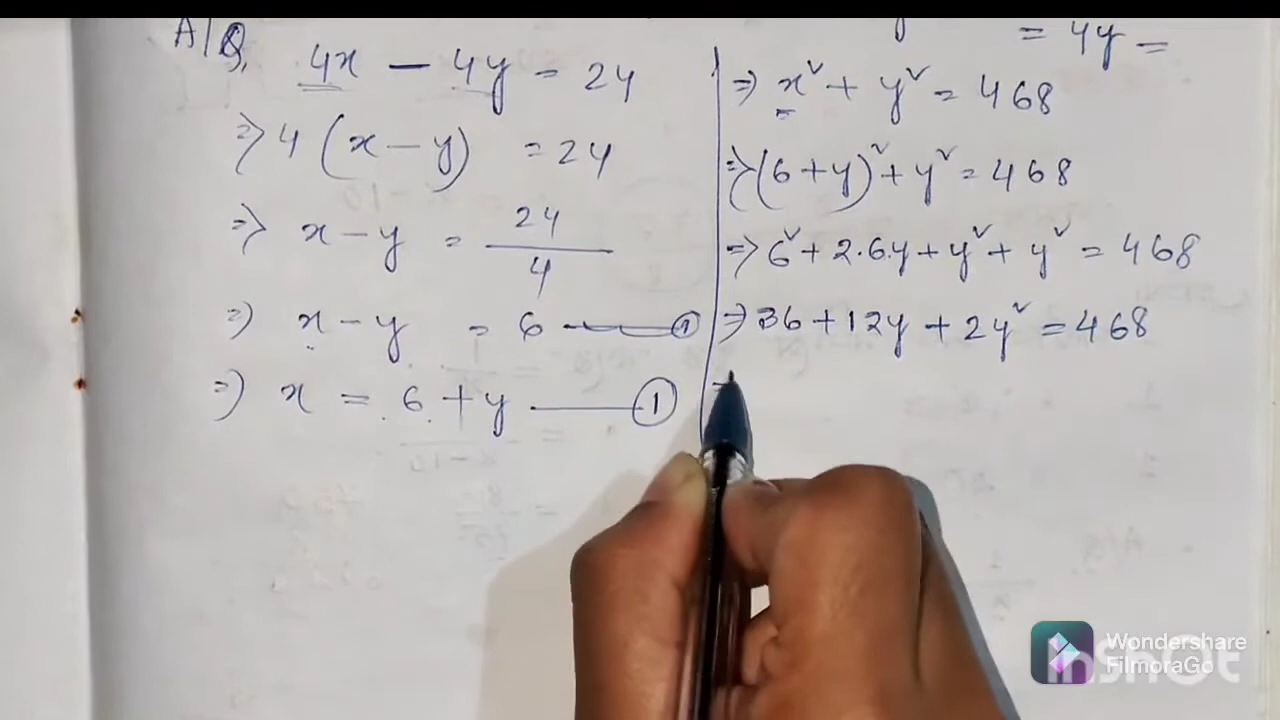 A/Q,
4x - 4y = 24
⇒ 4(x - y) = 24
⇒ x - y = 24/4
⇒ x - y = 6 — ①
⇒ x = 6 + y — ①
y = 4y =
⇒ x² + y² = 468
⇒ (6 + y)² + y² = 468
⇒ 6² + 2·6·y + y² + y² = 468
⇒ 36 + 12y + 2y² = 468
Wondershare
FilmoraGo
InShOt